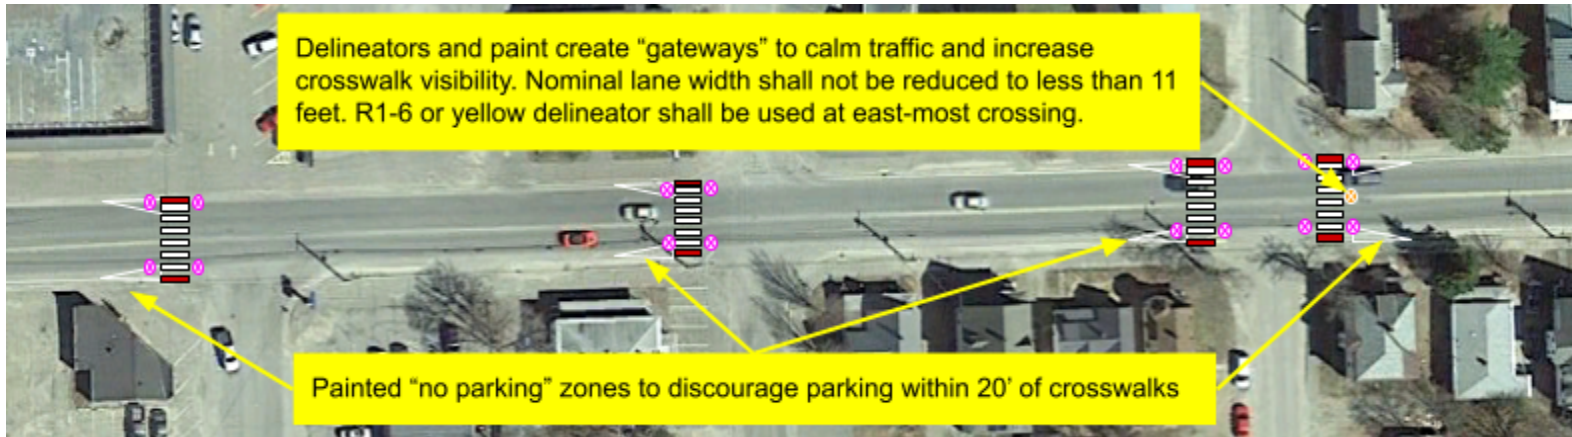 Delineators and paint create “gateways” to calm traffic and increase
crosswalk visibility. Nominal lane width shall not be reduced to less than 11
feet. R1-6 or yellow delineator shall be used at east-most crossing.
Painted “no parking” zones to discourage parking within 20’ of crosswalks